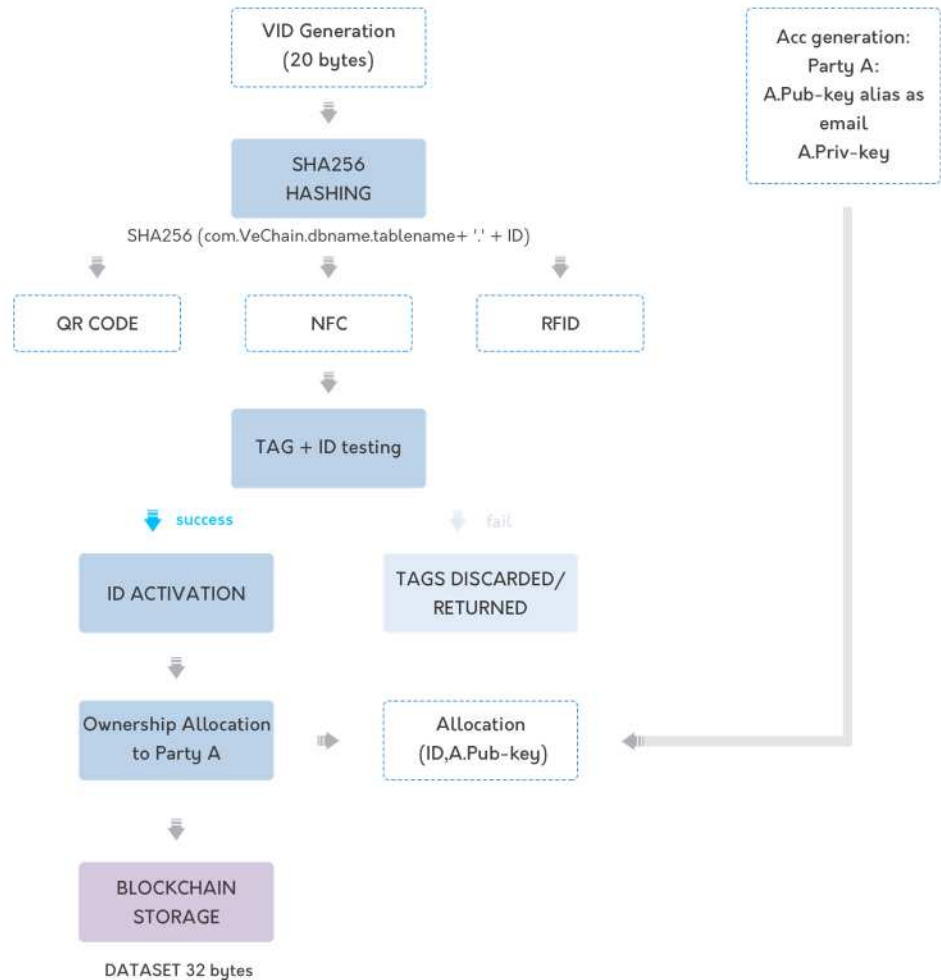 VID Generation
(20 bytes)
Acc generation:
Party A:
A.Pub-key alias as
email
A.Priv-key
SHA256
HASHING
SHA256 (com.VeChain.dbname.tablename+ '.' + ID)
QR CODE
NFC
RFID
TAG + ID testing
success
fail
ID ACTIVATION
TAGS DISCARDED/
RETURNED
Ownership Allocation
to Party A
Allocation
(ID,A.Pub-key)
BLOCKCHAIN
STORAGE
DATASET 32 bytes